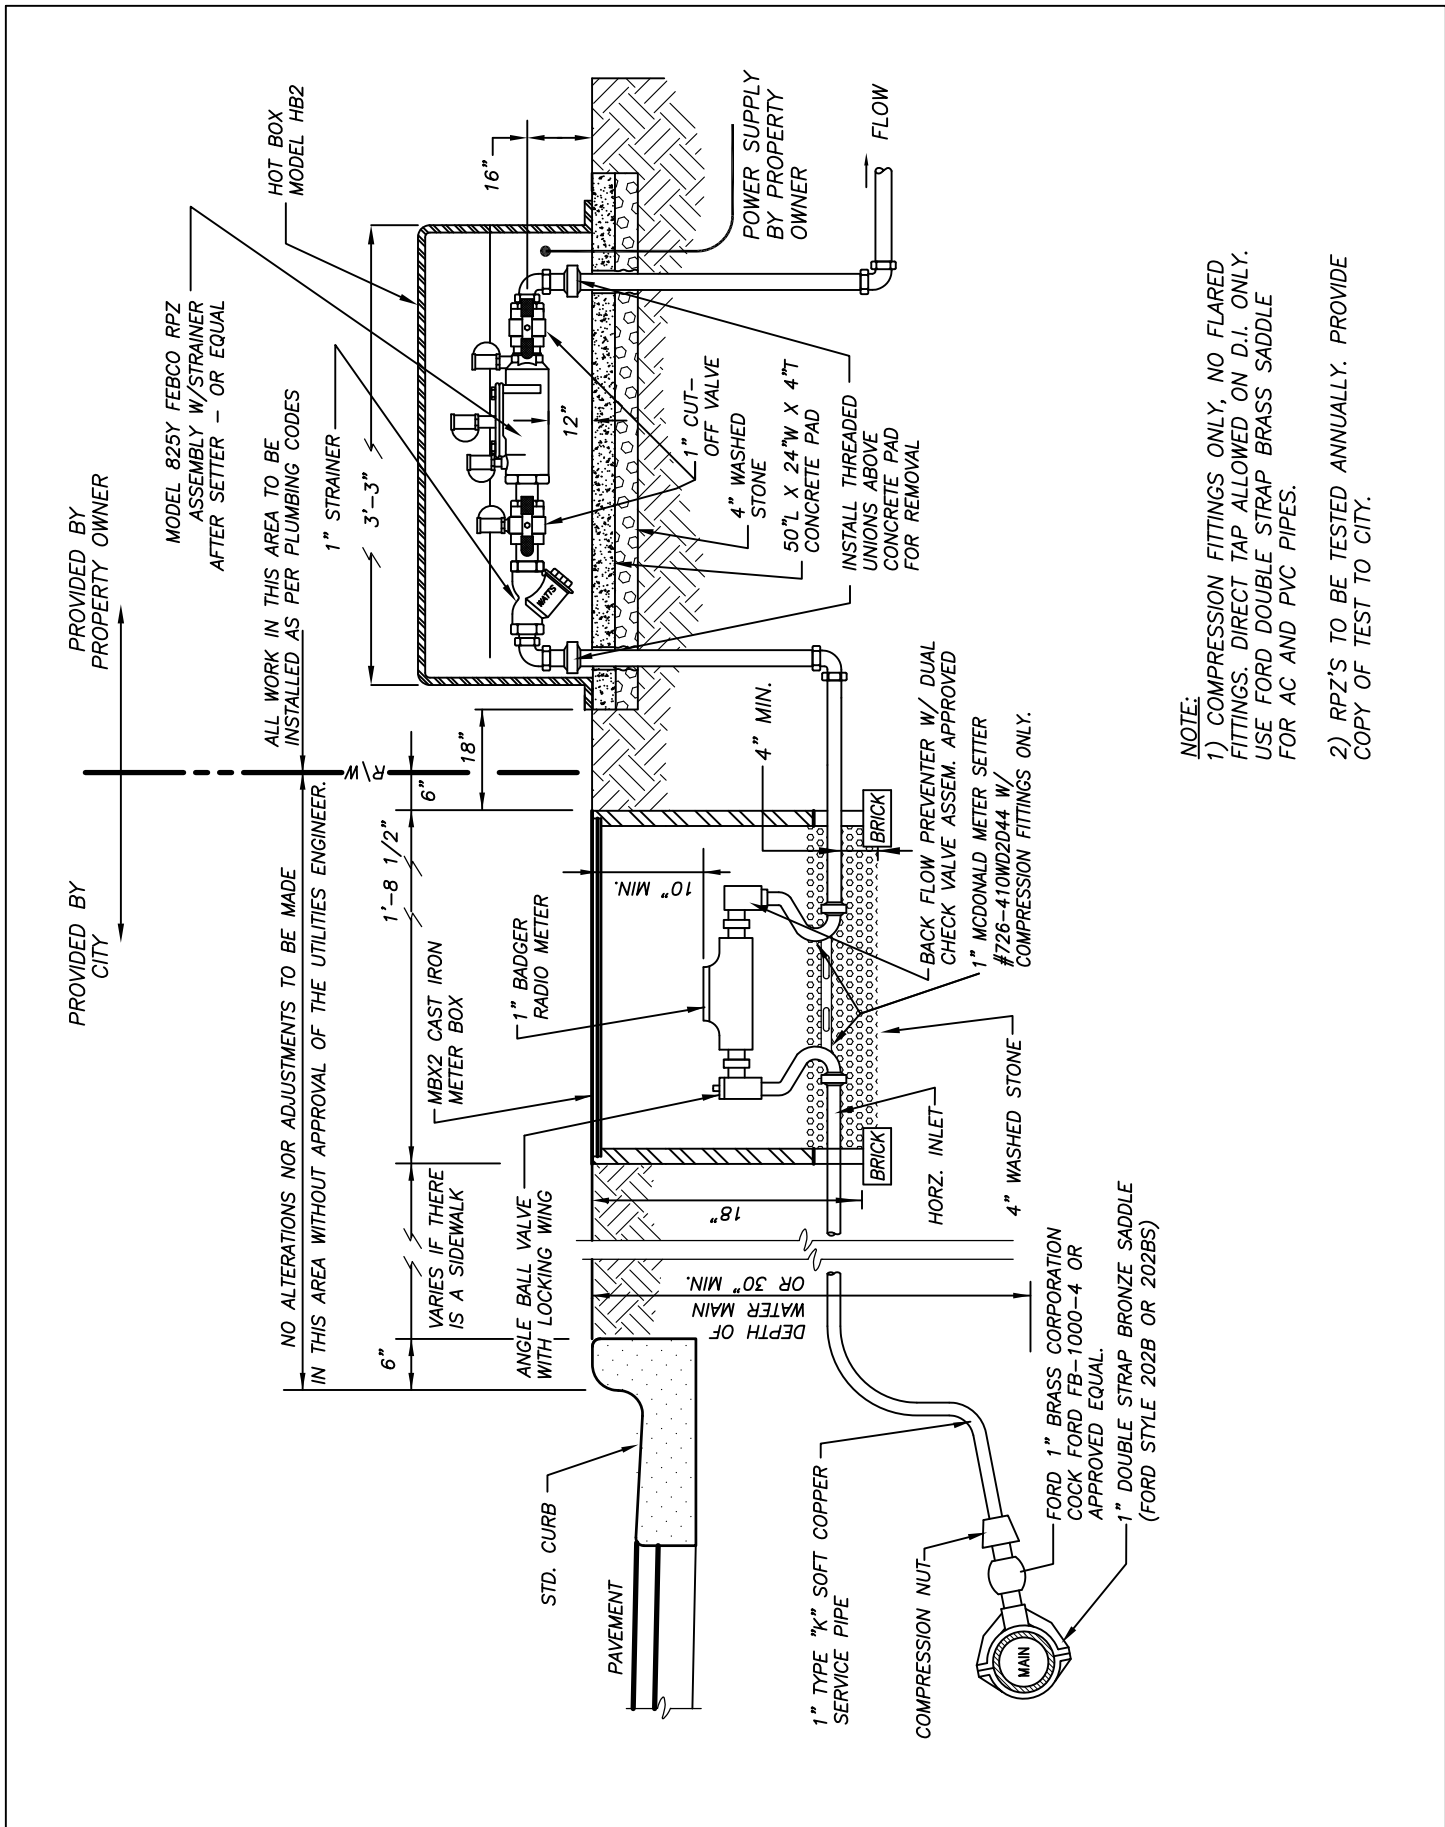 PROVIDED BY
CITY
PROVIDED BY
PROPERTY OWNER
NO ALTERATIONS NOR ADJUSTMENTS TO BE MADE
IN THIS AREA WITHOUT APPROVAL OF THE UTILITIES ENGINEER.
ALL WORK IN THIS AREA TO BE
INSTALLED AS PER PLUMBING CODES
R\W
6"
VARIES IF THERE
IS A SIDEWALK
1'-8 1/2"
6"
18"
3'-3"
MODEL 825Y FEBCO RPZ
ASSEMBLY W/STRAINER
AFTER SETTER - OR EQUAL
HOT BOX
MODEL HB2
1" STRAINER
MBX2 CAST IRON
METER BOX
1" BADGER
RADIO METER
ANGLE BALL VALVE
WITH LOCKING WING
STD. CURB
PAVEMENT
16"
12"
WATTS
10" MIN.
18"
DEPTH OF
WATER MAIN
OR 30" MIN.
1" CUT-
OFF VALVE
4" WASHED
STONE
50"L X 24"W X 4"T
CONCRETE PAD
INSTALL THREADED
UNIONS ABOVE
CONCRETE PAD
FOR REMOVAL
POWER SUPPLY
BY PROPERTY
OWNER
FLOW
4" MIN.
BRICK
BRICK
BACK FLOW PREVENTER W/ DUAL
CHECK VALVE ASSEM. APPROVED
1" MCDONALD METER SETTER
#726-410WD2D44 W/
COMPRESSION FITTINGS ONLY.
HORZ. INLET
4" WASHED STONE
1" TYPE "K" SOFT COPPER
SERVICE PIPE
COMPRESSION NUT
MAIN
FORD 1" BRASS CORPORATION
COCK FORD FB-1000-4 OR
APPROVED EQUAL.
1" DOUBLE STRAP BRONZE SADDLE
(FORD STYLE 202B OR 202BS)
NOTE:
1) COMPRESSION FITTINGS ONLY, NO FLARED
FITTINGS. DIRECT TAP ALLOWED ON D.I. ONLY.
USE FORD DOUBLE STRAP BRASS SADDLE
FOR AC AND PVC PIPES.
2) RPZ'S TO BE TESTED ANNUALLY. PROVIDE
COPY OF TEST TO CITY.